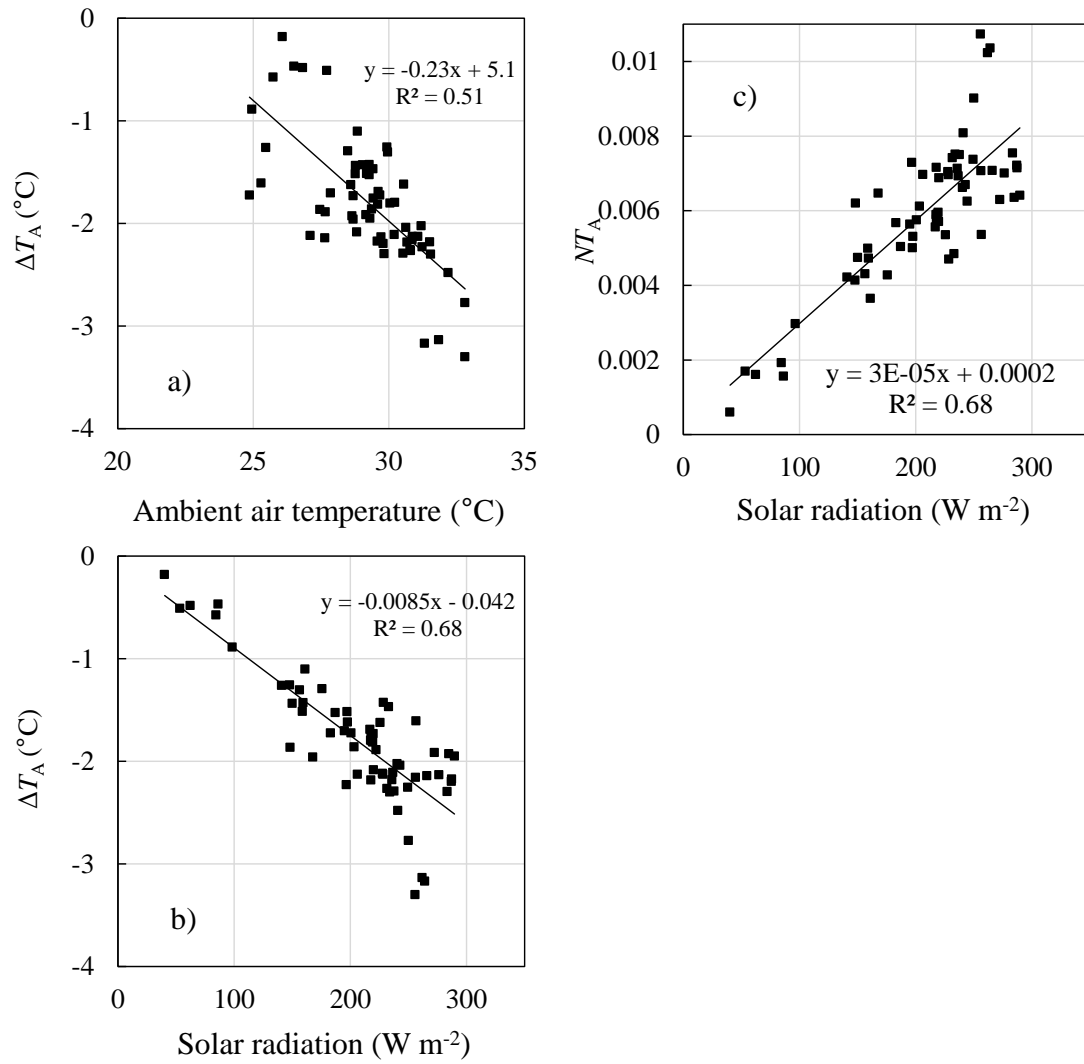 0
-1
-2
-3
-4
ΔT_A (°C)
y = -0.23x + 5.1
R² = 0.51
a)
20
25
30
35
Ambient air temperature (°C)
0.01
0.008
0.006
0.004
0.002
0
NT_A
c)
y = 3E-05x + 0.0002
R² = 0.68
0
100
200
300
Solar radiation (W m⁻²)
0
-1
-2
-3
-4
ΔT_A (°C)
y = -0.0085x - 0.042
R² = 0.68
b)
0
100
200
300
Solar radiation (W m⁻²)